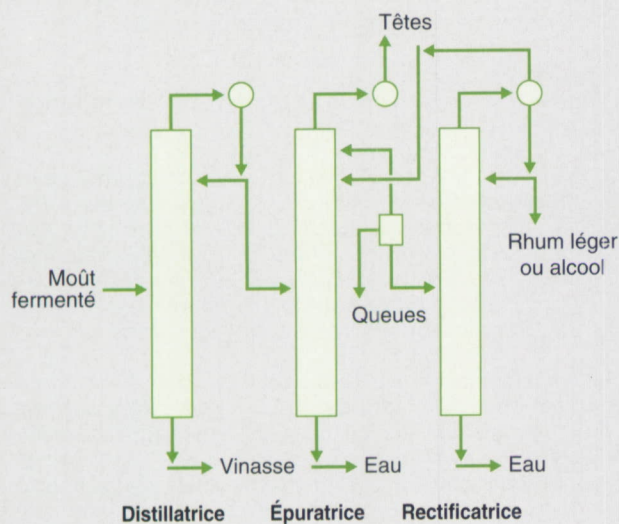 Têtes
Moût
fermenté
Rhum léger
ou alcool
Queues
Vinasse
Eau
Eau
Distillatrice
Épuratrice
Rectificatrice